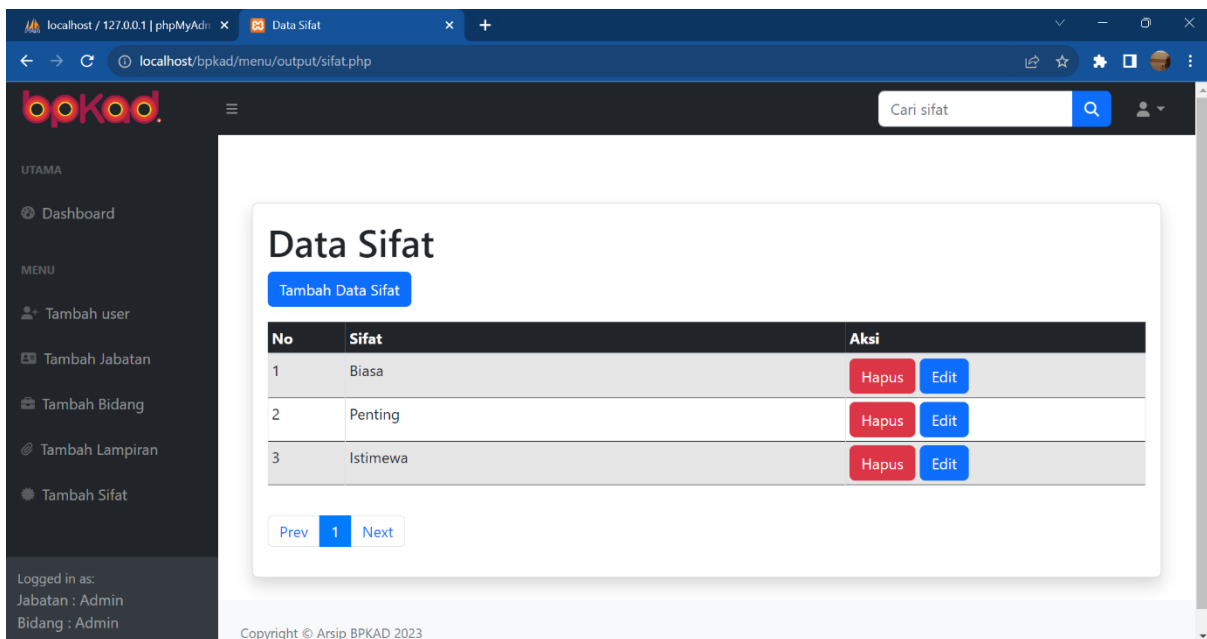 localhost / 127.0.0.1 | phpMyAdn
Data Sifat
localhost/bpkad/menu/output/sifat.php
bpkad.
Cari sifat
UTAMA
Dashboard
MENU
Tambah user
Tambah Jabatan
Tambah Bidang
Tambah Lampiran
Tambah Sifat
Logged in as:
Jabatan : Admin
Bidang : Admin
Data Sifat
Tambah Data Sifat
No Sifat Aksi
1 Biasa Hapus Edit
2 Penting Hapus Edit
3 Istimewa Hapus Edit
Prev 1 Next
Copyright © Arsip BPKAD 2023